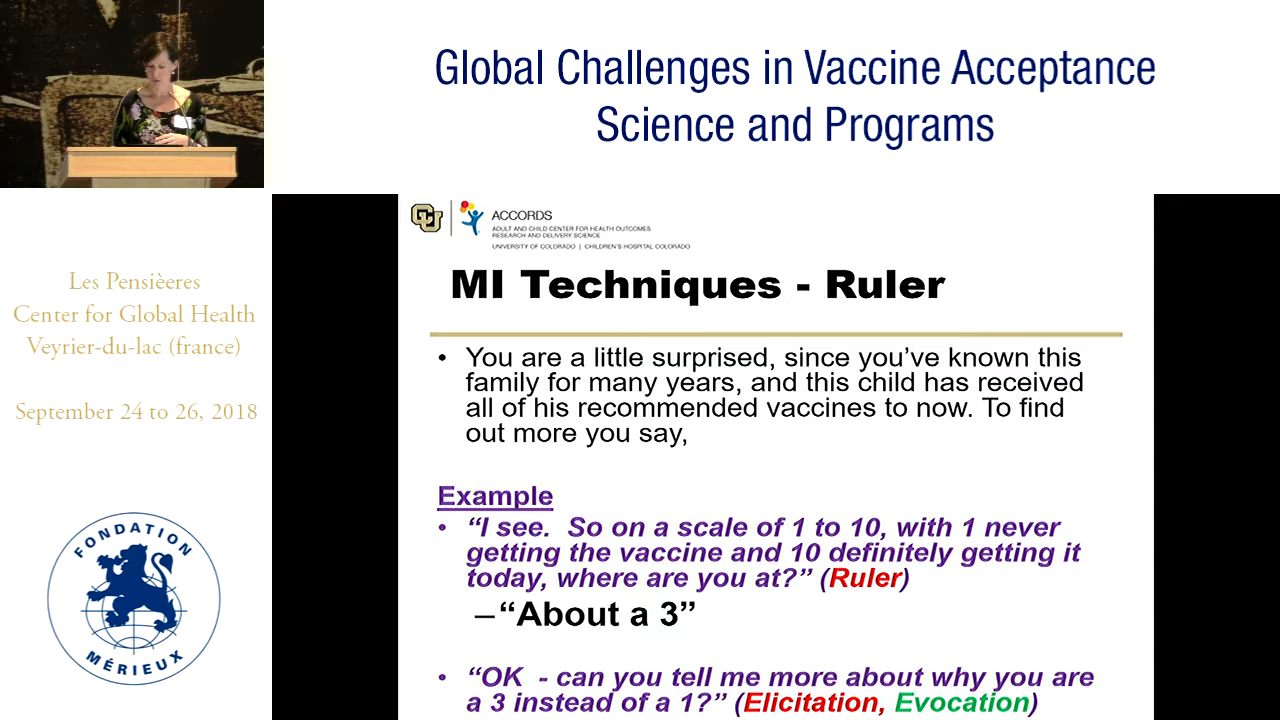 Global Challenges in Vaccine Acceptance
Science and Programs
Les Pensièeres
Center for Global Health
Veyrier-du-lac (france)
September 24 to 26, 2018
FONDATION
MÉRIEUX
CU
ACCORDS
ADULT AND CHILD CENTER FOR HEALTH OUTCOMES
RESEARCH AND DELIVERY SCIENCE
UNIVERSITY OF COLORADO | CHILDREN'S HOSPITAL COLORADO
MI Techniques - Ruler
• You are a little surprised, since you’ve known this
family for many years, and this child has received
all of his recommended vaccines to now. To find
out more you say,
Example
• “I see.  So on a scale of 1 to 10, with 1 never
getting the vaccine and 10 definitely getting it
today, where are you at?” (Ruler)
–“About a 3”
• “OK  - can you tell me more about why you are
a 3 instead of a 1?” (Elicitation, Evocation)